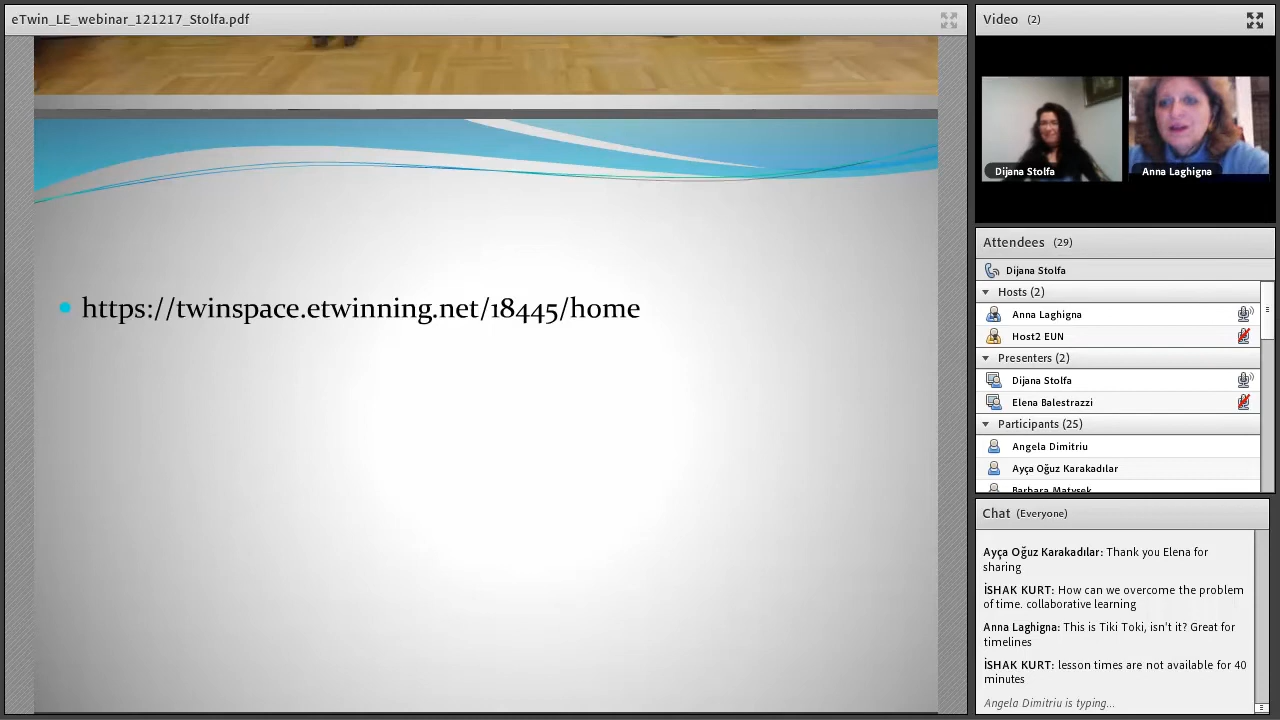 eTwin_LE_webinar_121217_Stolfa.pdf
https://twinspace.etwinning.net/18445/home
Video (2)
Dijana Stolfa
Anna Laghigna
Attendees (29)
Dijana Stolfa
Hosts (2)
Anna Laghigna
Host2 EUN
Presenters (2)
Dijana Stolfa
Elena Balestrazzi
Participants (25)
Angela Dimitriu
Ayça Oğuz Karakadılar
Barbara Matysek
Chat (Everyone)
Ayça Oğuz Karakadılar: Thank you Elena for
sharing
İSHAK KURT: How can we overcome the problem
of time. collaborative learning
Anna Laghigna: This is Tiki Toki, isn't it? Great for
timelines
İSHAK KURT: lesson times are not available for 40
minutes
Angela Dimitriu is typing...